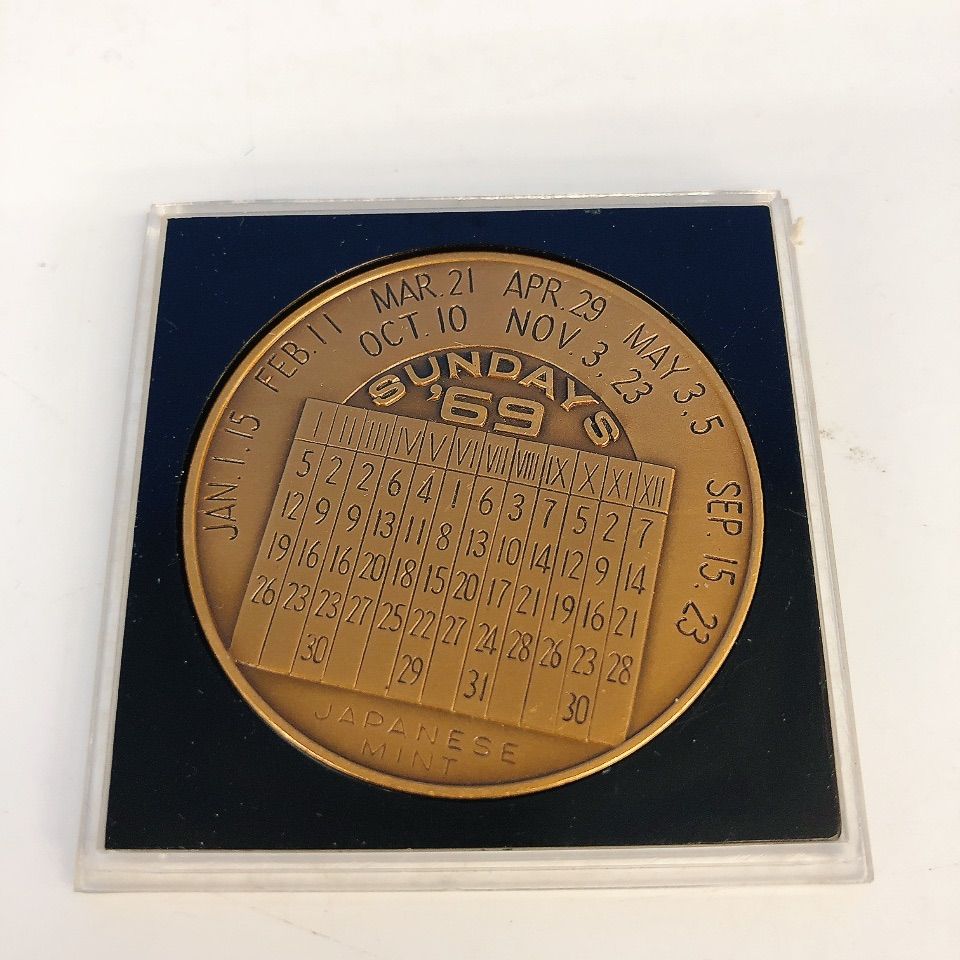 JAN. 1. 15 FEB. 11 MAR. 21 APR. 29 MAY 3, 5 SEP. 15. 23
OCT. 10 NOV. 3, 23
SUNDAYS
'69
I II III IV V VI VII VIII IX X XI XII
5 2 2 6 4 1 6 3 7 5 2 7
12 9 9 13 11 8 13 10 14 12 9 14
19 16 16 20 18 15 20 17 21 19 16 21
26 23 23 27 25 22 27 24 28 26 23 28
30 29 31 30
JAPANESE
MINT